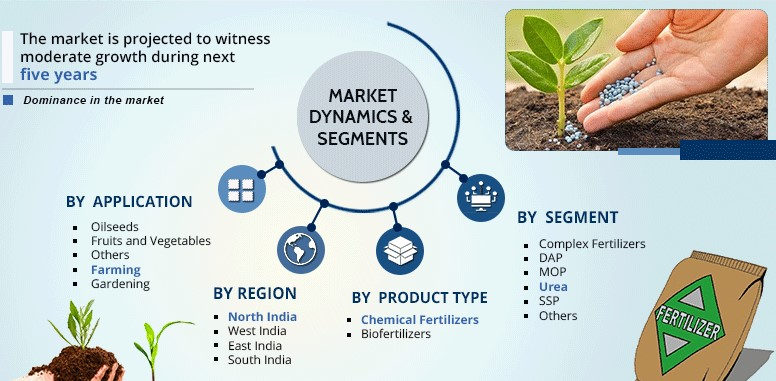 The market is projected to witness
moderate growth during next
five years
Dominance in the market
MARKET
DYNAMICS &
SEGMENTS
BY APPLICATION
Oilseeds
Fruits and Vegetables
Others
Farming
Gardening
BY REGION
North India
West India
East India
South India
BY PRODUCT TYPE
Chemical Fertilizers
Biofertilizers
BY SEGMENT
Complex Fertilizers
DAP
MOP
Urea
SSP
Others
FERTILIZER